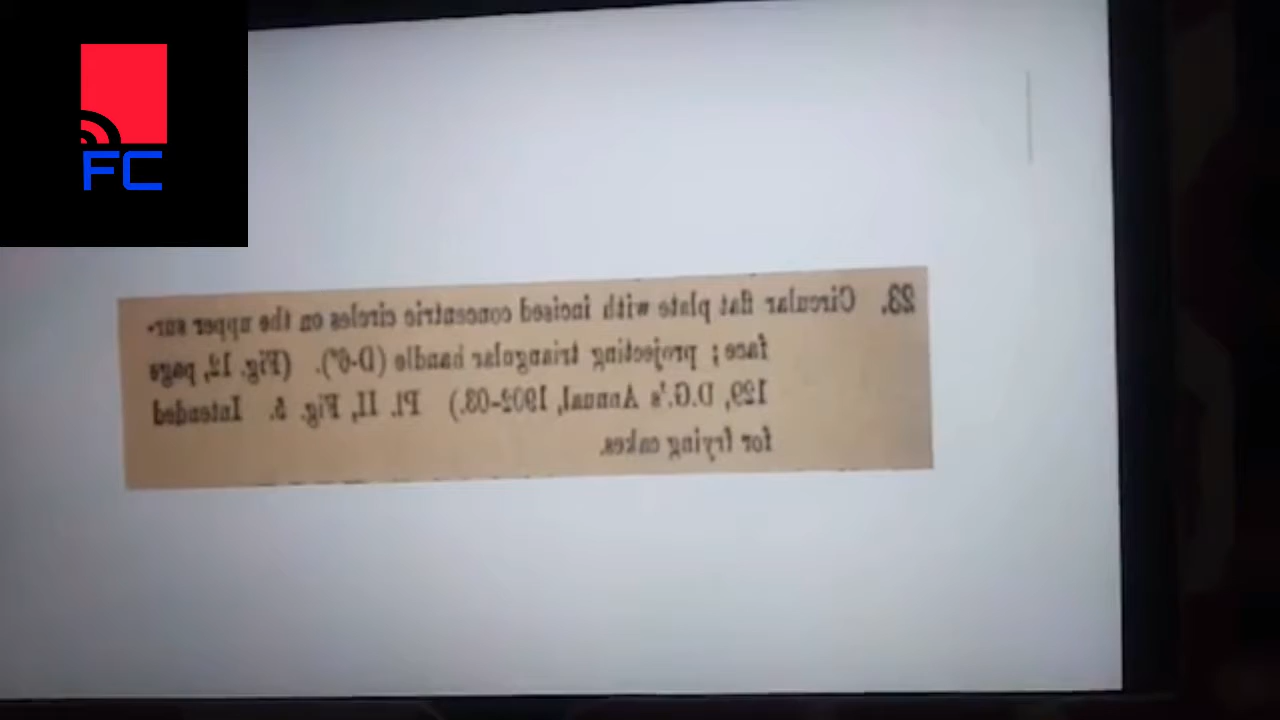 FC
23. Circular flat plate with incised concentric circles on the upper sur-
face; projecting triangular handle (D-6"). (Fig. 12, page
129, D.G.'s Annual, 1902-03.) Pl. II, Fig. 5. Intended
for frying cakes.